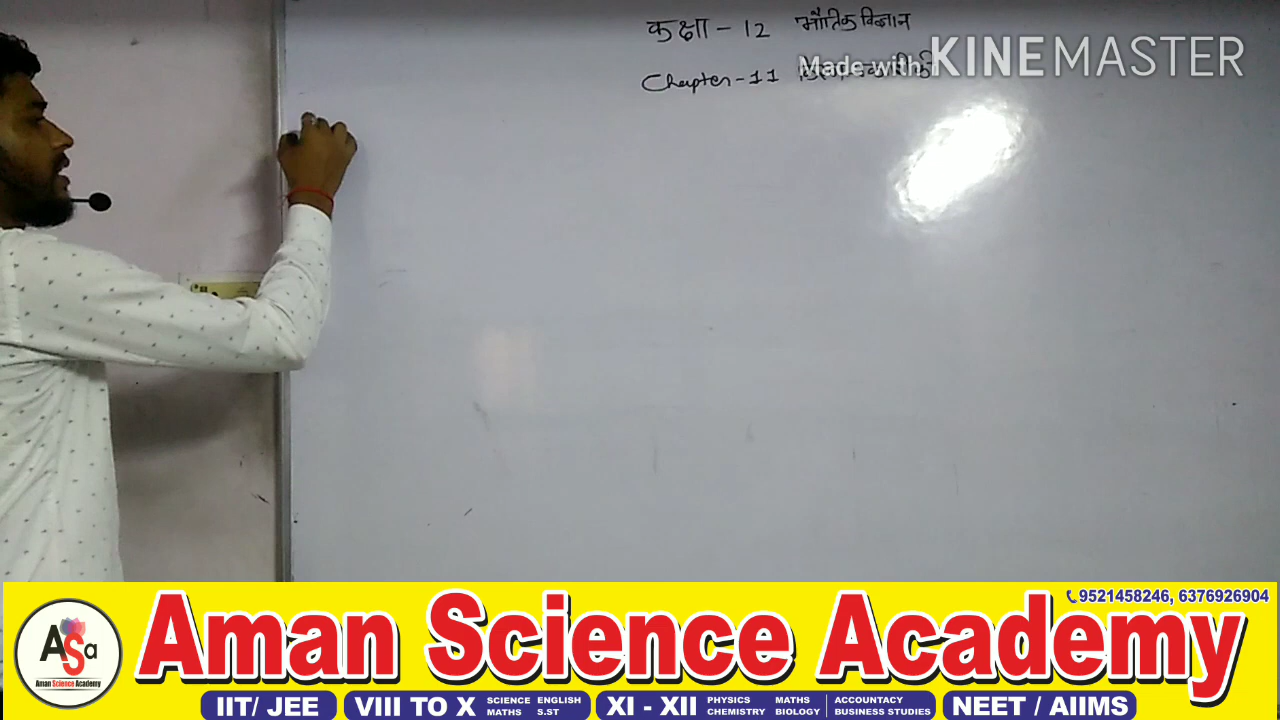 कक्षा - 12 भौतिक विज्ञान
Made with KINEMASTER
Chapter - 11
9521458246, 6376926904
Aman Science Academy
ASa
Aman Science Academy
IIT/ JEE
VIII TO X
SCIENCE ENGLISH
MATHS S.ST
XI - XII
PHYSICS MATHS
CHEMISTRY BIOLOGY
ACCOUNTACY
BUSINESS STUDIES
NEET / AIIMS